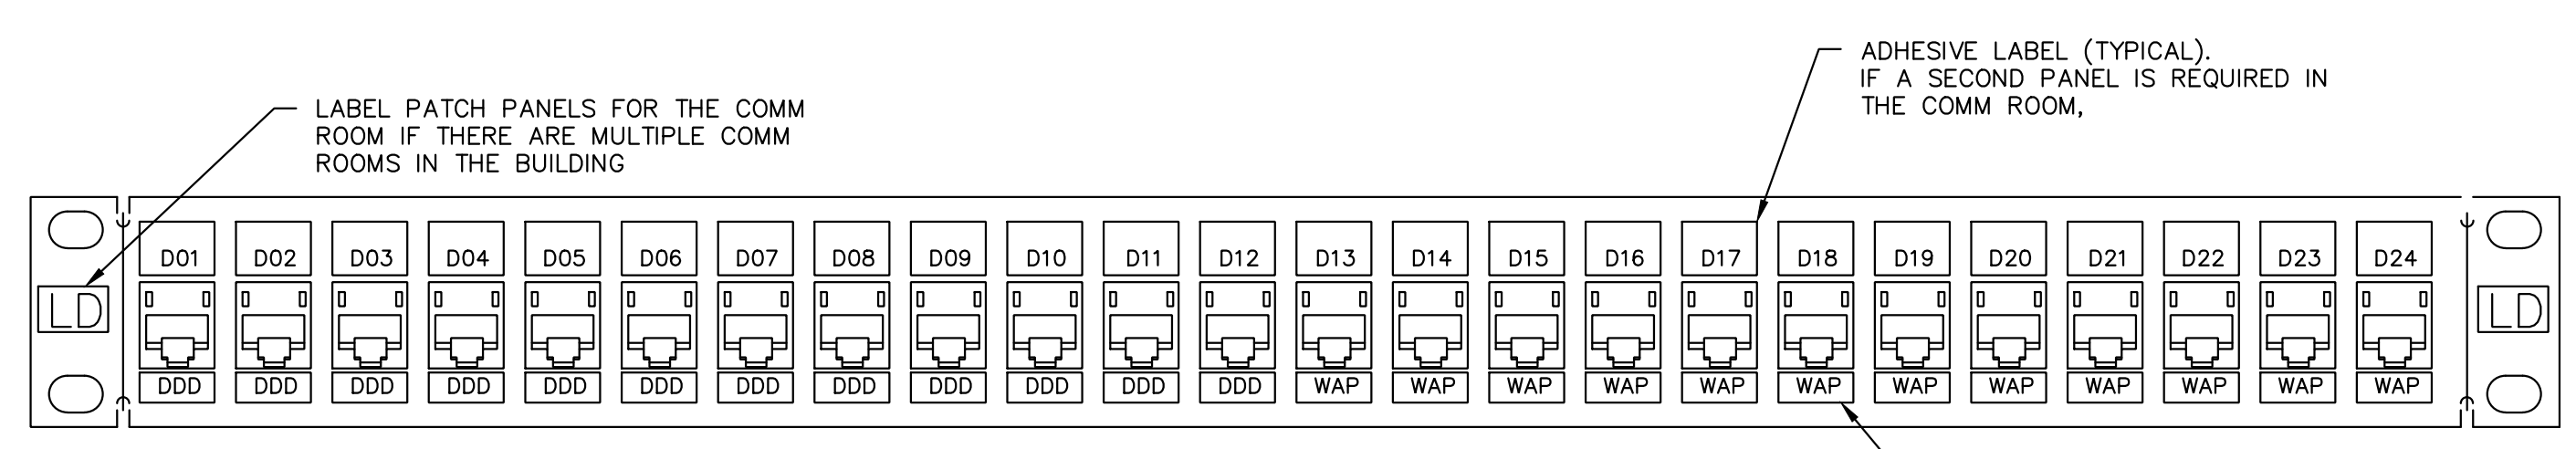 ADHESIVE LABEL (TYPICAL).
IF A SECOND PANEL IS REQUIRED IN
THE COMM ROOM,
LABEL PATCH PANELS FOR THE COMM
ROOM IF THERE ARE MULTIPLE COMM
ROOMS IN THE BUILDING
D01 D02 D03 D04 D05 D06 D07 D08 D09 D10 D11 D12 D13 D14 D15 D16 D17 D18 D19 D20 D21 D22 D23 D24
LD LD
DDD DDD DDD DDD DDD DDD DDD DDD DDD DDD DDD DDD WAP WAP WAP WAP WAP WAP WAP WAP WAP WAP WAP WAP